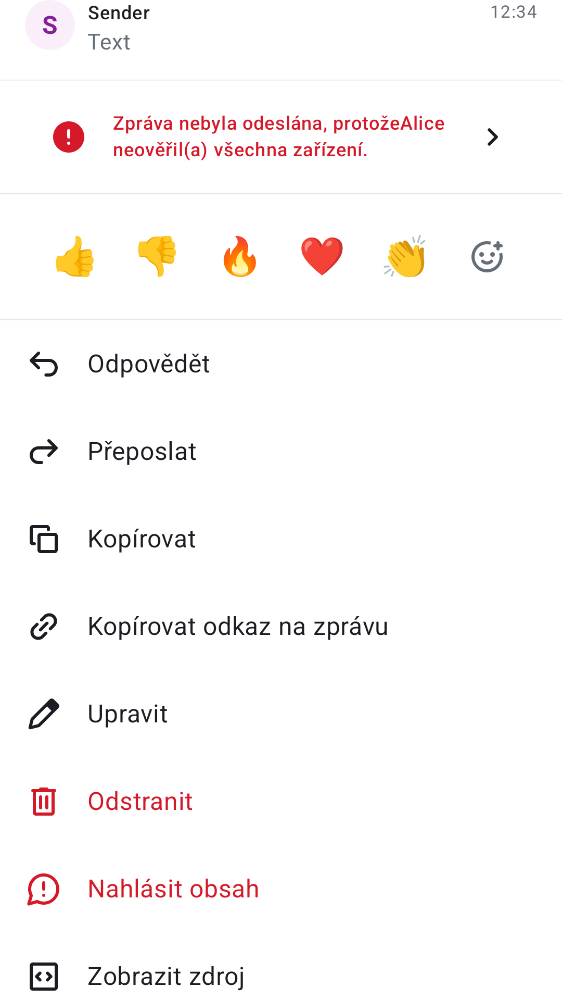 S
Sender
12:34
Text
Zpráva nebyla odeslána, protožeAlice
neověřil(a) všechna zařízení.
Odpovědět
Přeposlat
Kopírovat
Kopírovat odkaz na zprávu
Upravit
Odstranit
Nahlásit obsah
Zobrazit zdroj